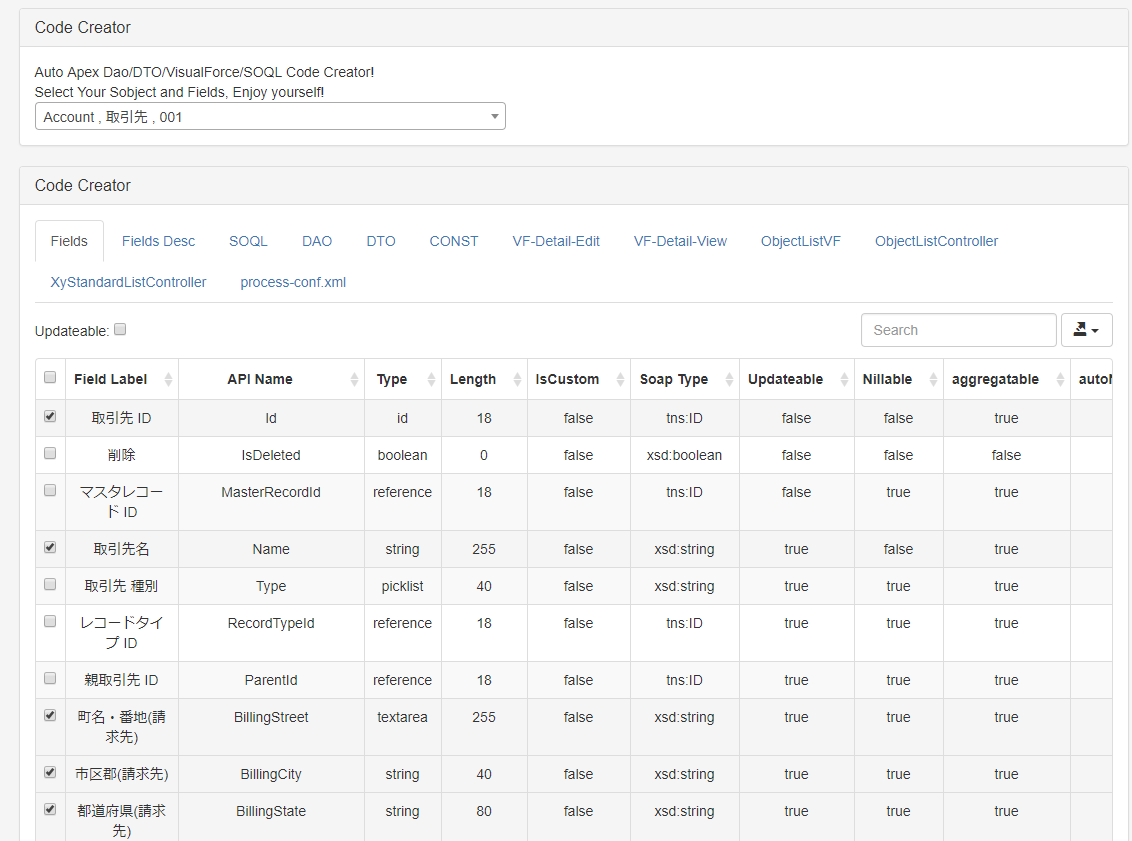 Code Creator
Auto Apex Dao/DTO/VisualForce/SOQL Code Creator!
Select Your Sobject and Fields, Enjoy yourself!
Account , 取引先 , 001
Code Creator
Fields Fields Desc SOQL DAO DTO CONST VF-Detail-Edit VF-Detail-View ObjectListVF ObjectListController
XyStandardListController process-conf.xml
Updateable: Search
Field Label API Name Type Length IsCustom Soap Type Updateable Nillable aggregatable
取引先 ID Id id 18 false tns:ID false false true
削除 IsDeleted boolean 0 false xsd:boolean false false false
マスタレコー MasterRecordId reference 18 false tns:ID false true true
ド ID
取引先名 Name string 255 false xsd:string true false true
取引先 種別 Type picklist 40 false xsd:string true true true
レコードタイ RecordTypeId reference 18 false tns:ID true true true
プ ID
親取引先 ID ParentId reference 18 false tns:ID true true true
町名・番地(請 BillingStreet textarea 255 false xsd:string true true true
求先)
市区郡(請求先) BillingCity string 40 false xsd:string true true true
都道府県(請求 BillingState string 80 false xsd:string true true true
先)